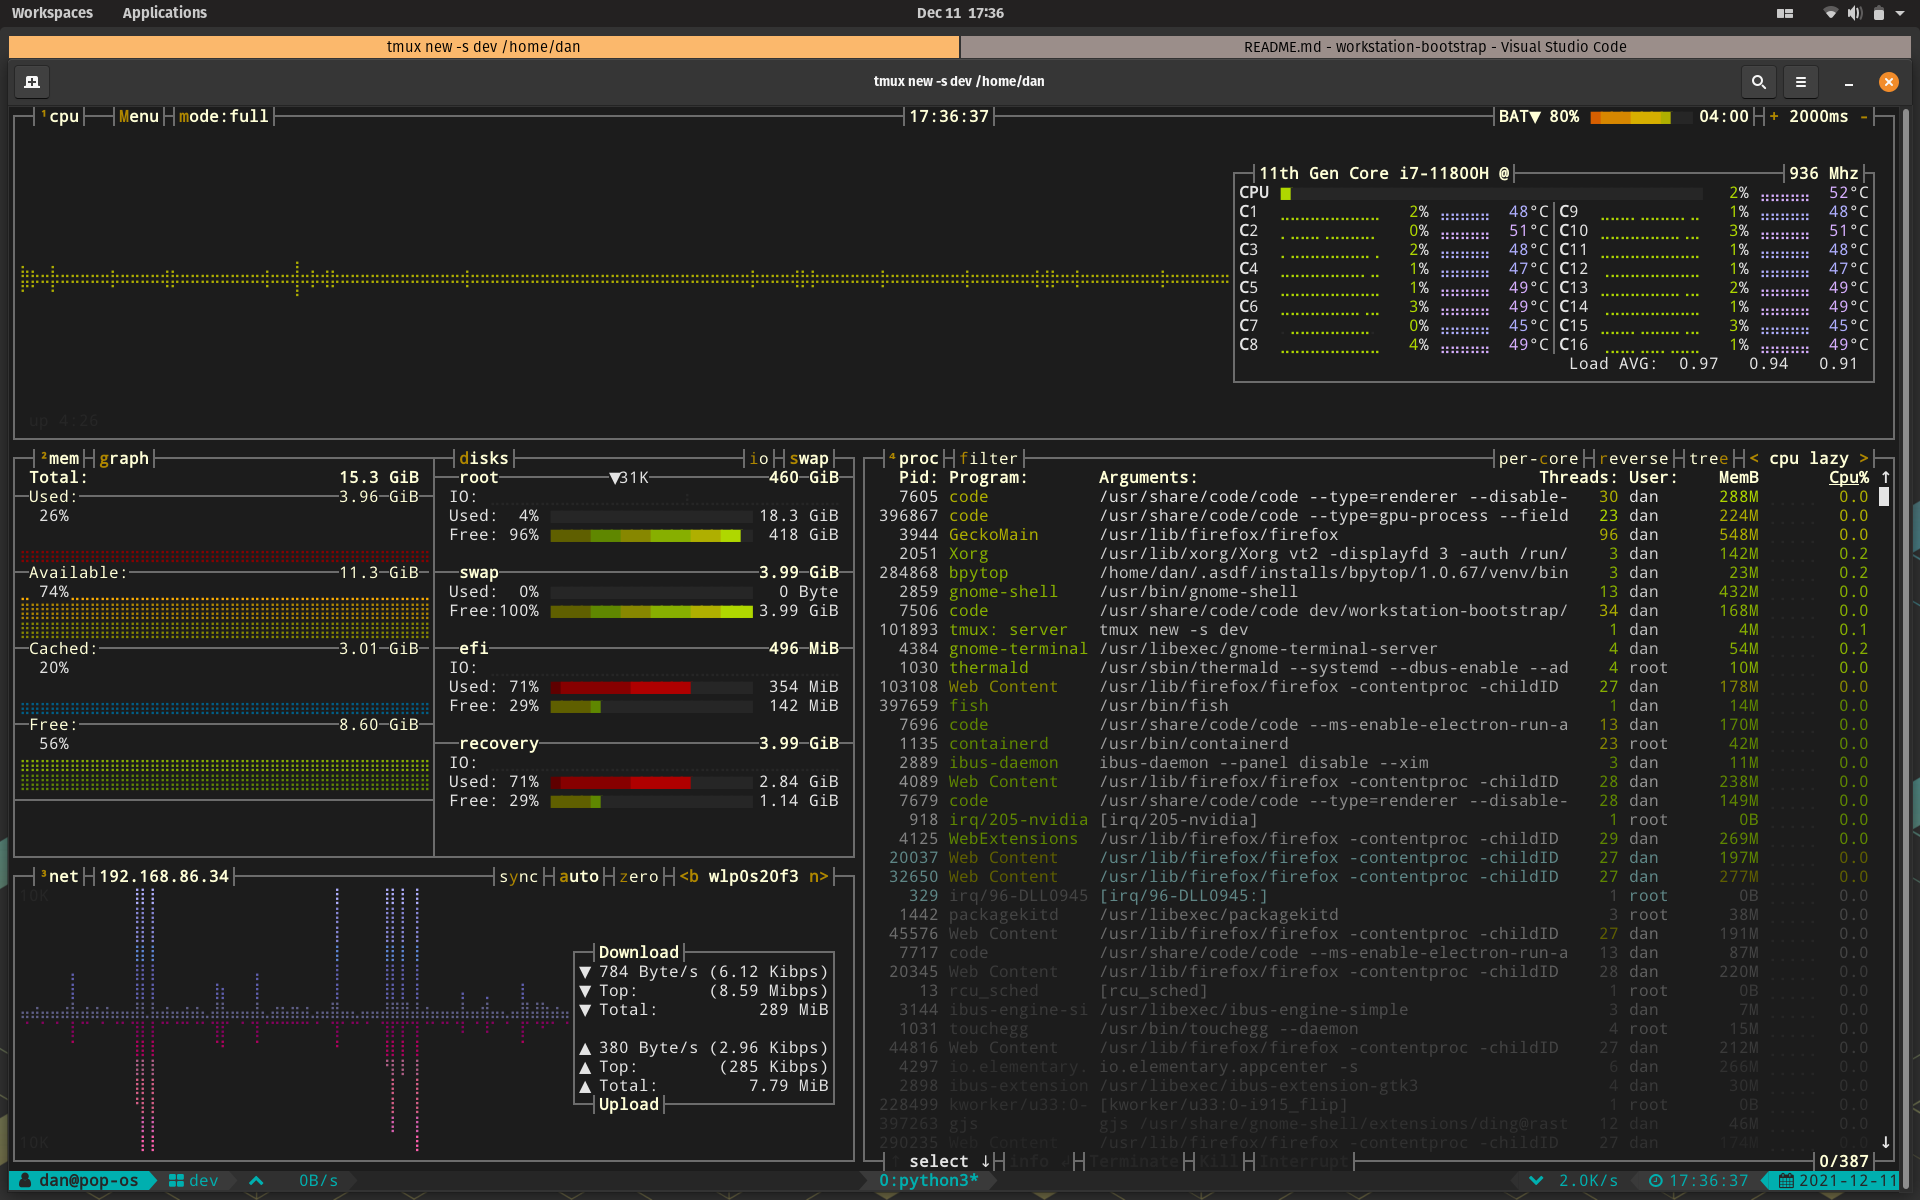 Workspaces Applications Dec 11 17:36
tmux new -s dev /home/dan README.md - workstation-bootstrap - Visual Studio Code
tmux new -s dev /home/dan
¹cpu Menu mode:full 17:36:37 BAT▼ 80% 04:00 + 2000ms -
11th Gen Core i7-11800H @ 936 Mhz
CPU 2% 52°C
C1 2% 48°C C9 1% 48°C
C2 0% 51°C C10 3% 51°C
C3 2% 48°C C11 1% 48°C
C4 1% 47°C C12 1% 47°C
C5 1% 49°C C13 2% 49°C
C6 3% 49°C C14 1% 49°C
C7 0% 45°C C15 3% 45°C
C8 4% 49°C C16 1% 49°C
Load AVG: 0.97 0.94 0.91
up 4:26
²mem graph
Total: 15.3 GiB
Used: 3.96 GiB
26%
Available: 11.3 GiB
74%
Cached: 3.01 GiB
20%
Free: 8.60 GiB
56%
disks io swap
root ▼31K 460 GiB
IO:
Used: 4% 18.3 GiB
Free: 96% 418 GiB
swap 3.99 GiB
Used: 0% 0 Byte
Free:100% 3.99 GiB
efi 496 MiB
IO:
Used: 71% 354 MiB
Free: 29% 142 MiB
recovery 3.99 GiB
IO:
Used: 71% 2.84 GiB
Free: 29% 1.14 GiB
³net 192.168.86.34 sync auto zero <b wlp0s20f3 n>
10K
Download
▼ 784 Byte/s (6.12 Kibps)
▼ Top: (8.59 Mibps)
▼ Total: 289 MiB
▲ 380 Byte/s (2.96 Kibps)
▲ Top: (285 Kibps)
▲ Total: 7.79 MiB
Upload
10K
⁴proc filter per-core reverse tree < cpu lazy >
Pid: Program: Arguments: Threads: User: MemB Cpu% ↑
7605 code /usr/share/code/code --type=renderer --disable- 30 dan 288M 0.0
396867 code /usr/share/code/code --type=gpu-process --field 23 dan 224M 0.0
3944 GeckoMain /usr/lib/firefox/firefox 96 dan 548M 0.0
2051 Xorg /usr/lib/xorg/Xorg vt2 -displayfd 3 -auth /run/ 3 dan 142M 0.2
284868 bpytop /home/dan/.asdf/installs/bpytop/1.0.67/venv/bin 3 dan 23M 0.2
2859 gnome-shell /usr/bin/gnome-shell 13 dan 432M 0.0
7506 code /usr/share/code/code dev/workstation-bootstrap/ 34 dan 168M 0.0
101893 tmux: server tmux new -s dev 1 dan 4M 0.1
4384 gnome-terminal /usr/libexec/gnome-terminal-server 4 dan 54M 0.2
1030 thermald /usr/sbin/thermald --systemd --dbus-enable --ad 4 root 10M 0.0
103108 Web Content /usr/lib/firefox/firefox -contentproc -childID 27 dan 178M 0.0
397659 fish /usr/bin/fish 1 dan 14M 0.0
7696 code /usr/share/code/code --ms-enable-electron-run-a 13 dan 170M 0.0
1135 containerd /usr/bin/containerd 23 root 42M 0.0
2889 ibus-daemon ibus-daemon --panel disable --xim 3 dan 11M 0.0
4089 Web Content /usr/lib/firefox/firefox -contentproc -childID 28 dan 238M 0.0
7679 code /usr/share/code/code --type=renderer --disable- 28 dan 149M 0.0
918 irq/205-nvidia [irq/205-nvidia] 1 root 0B 0.0
4125 WebExtensions /usr/lib/firefox/firefox -contentproc -childID 29 dan 269M 0.0
20037 Web Content /usr/lib/firefox/firefox -contentproc -childID 27 dan 197M 0.0
32650 Web Content /usr/lib/firefox/firefox -contentproc -childID 27 dan 277M 0.0
329 irq/96-DLL0945 [irq/96-DLL0945:] 1 root 0B 0.0
1442 packagekitd /usr/libexec/packagekitd 3 root 38M 0.0
45576 Web Content /usr/lib/firefox/firefox -contentproc -childID 27 dan 191M 0.0
7717 code /usr/share/code/code --ms-enable-electron-run-a 13 dan 87M 0.0
20345 Web Content /usr/lib/firefox/firefox -contentproc -childID 28 dan 220M 0.0
13 rcu_sched [rcu_sched] 1 root 0B 0.0
3144 ibus-engine-si /usr/libexec/ibus-engine-simple 3 dan 7M 0.0
1031 touchegg /usr/bin/touchegg --daemon 4 root 15M 0.0
44816 Web Content /usr/lib/firefox/firefox -contentproc -childID 27 dan 212M 0.0
4297 io.elementary. io.elementary.appcenter -s 6 dan 266M 0.0
2898 ibus-extension /usr/libexec/ibus-extension-gtk3 4 dan 30M 0.0
228499 kworker/u33:0- [kworker/u33:0-i915_flip] 1 root 0B 0.0
397263 gjs gjs /usr/share/gnome-shell/extensions/ding@rast 12 dan 46M 0.0
290235 Web Content /usr/lib/firefox/firefox -contentproc -childID 27 dan 174M 0.0 ↓
select ↓ info Terminate Kill Interrupt 0/387
dan@pop-os dev 0B/s 0:python3* 2.0K/s 17:36:37 2021-12-11